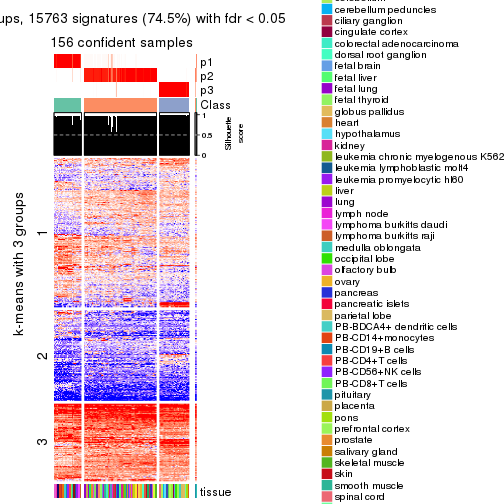 ups, 15763 signatures (74.5%) with fdr < 0.05
156 confident samples
p1
p2
p3
Class
1
0.5
0
Silhouette
score
k-means with 3 groups
1
2
3
tissue
cerebellum peduncles
ciliary ganglion
cingulate cortex
colorectal adenocarcinoma
dorsal root ganglion
fetal brain
fetal liver
fetal lung
fetal thyroid
globus pallidus
heart
hypothalamus
kidney
leukemia chronic myelogenous K562
leukemia lymphoblastic molt4
leukemia promyelocytic hl60
liver
lung
lymph node
lymphoma burkitts daudi
lymphoma burkitts raji
medulla oblongata
occipital lobe
olfactory bulb
ovary
pancreas
pancreatic islets
parietal lobe
PB-BDCA4+ dendritic cells
PB-CD14+monocytes
PB-CD19+B cells
PB-CD4+T cells
PB-CD56+NK cells
PB-CD8+T cells
pituitary
placenta
pons
prefrontal cortex
prostate
salivary gland
skeletal muscle
skin
smooth muscle
spinal cord